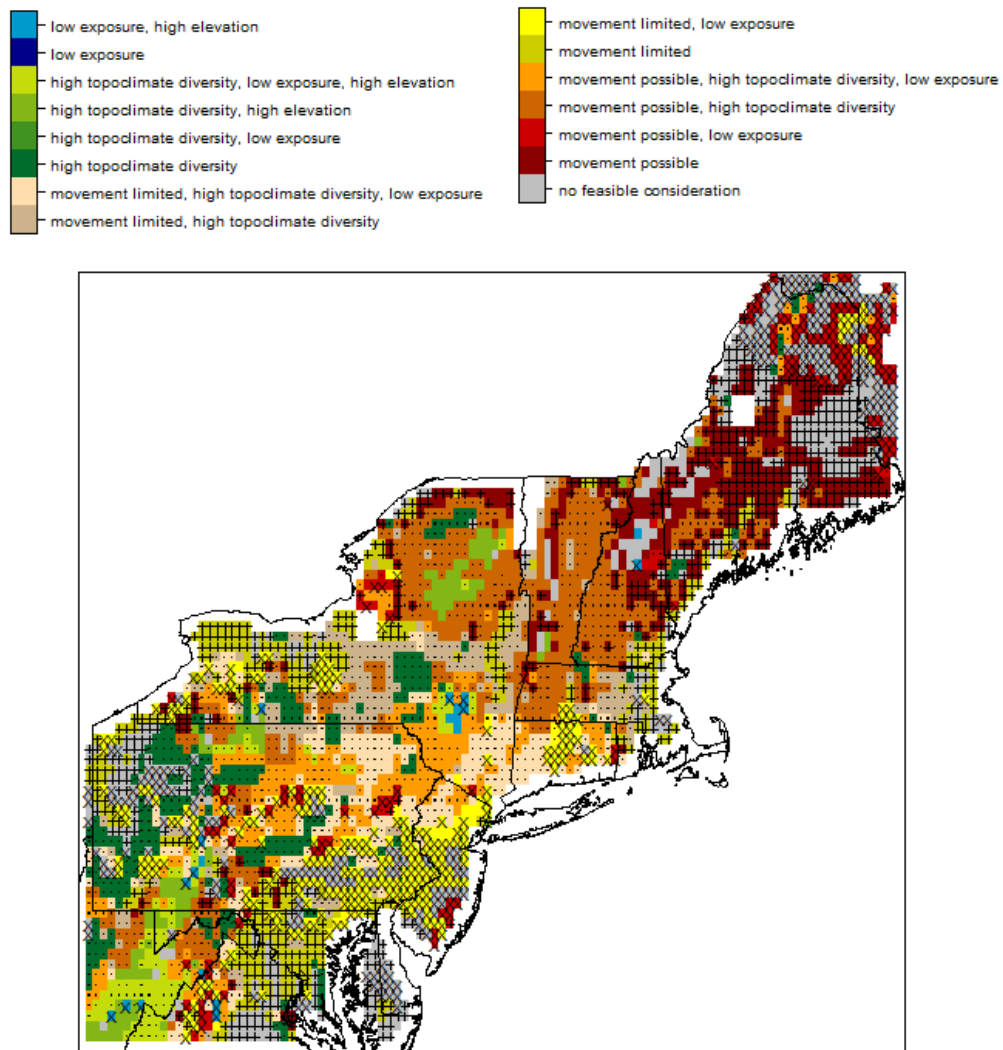 low exposure, high elevation
low exposure
high topoclimate diversity, low exposure, high elevation
high topoclimate diversity, high elevation
high topoclimate diversity, low exposure
high topoclimate diversity
movement limited, high topoclimate diversity, low exposure
movement limited, high topoclimate diversity
movement limited, low exposure
movement limited
movement possible, high topoclimate diversity, low exposure
movement possible, high topoclimate diversity
movement possible, low exposure
movement possible
no feasible consideration